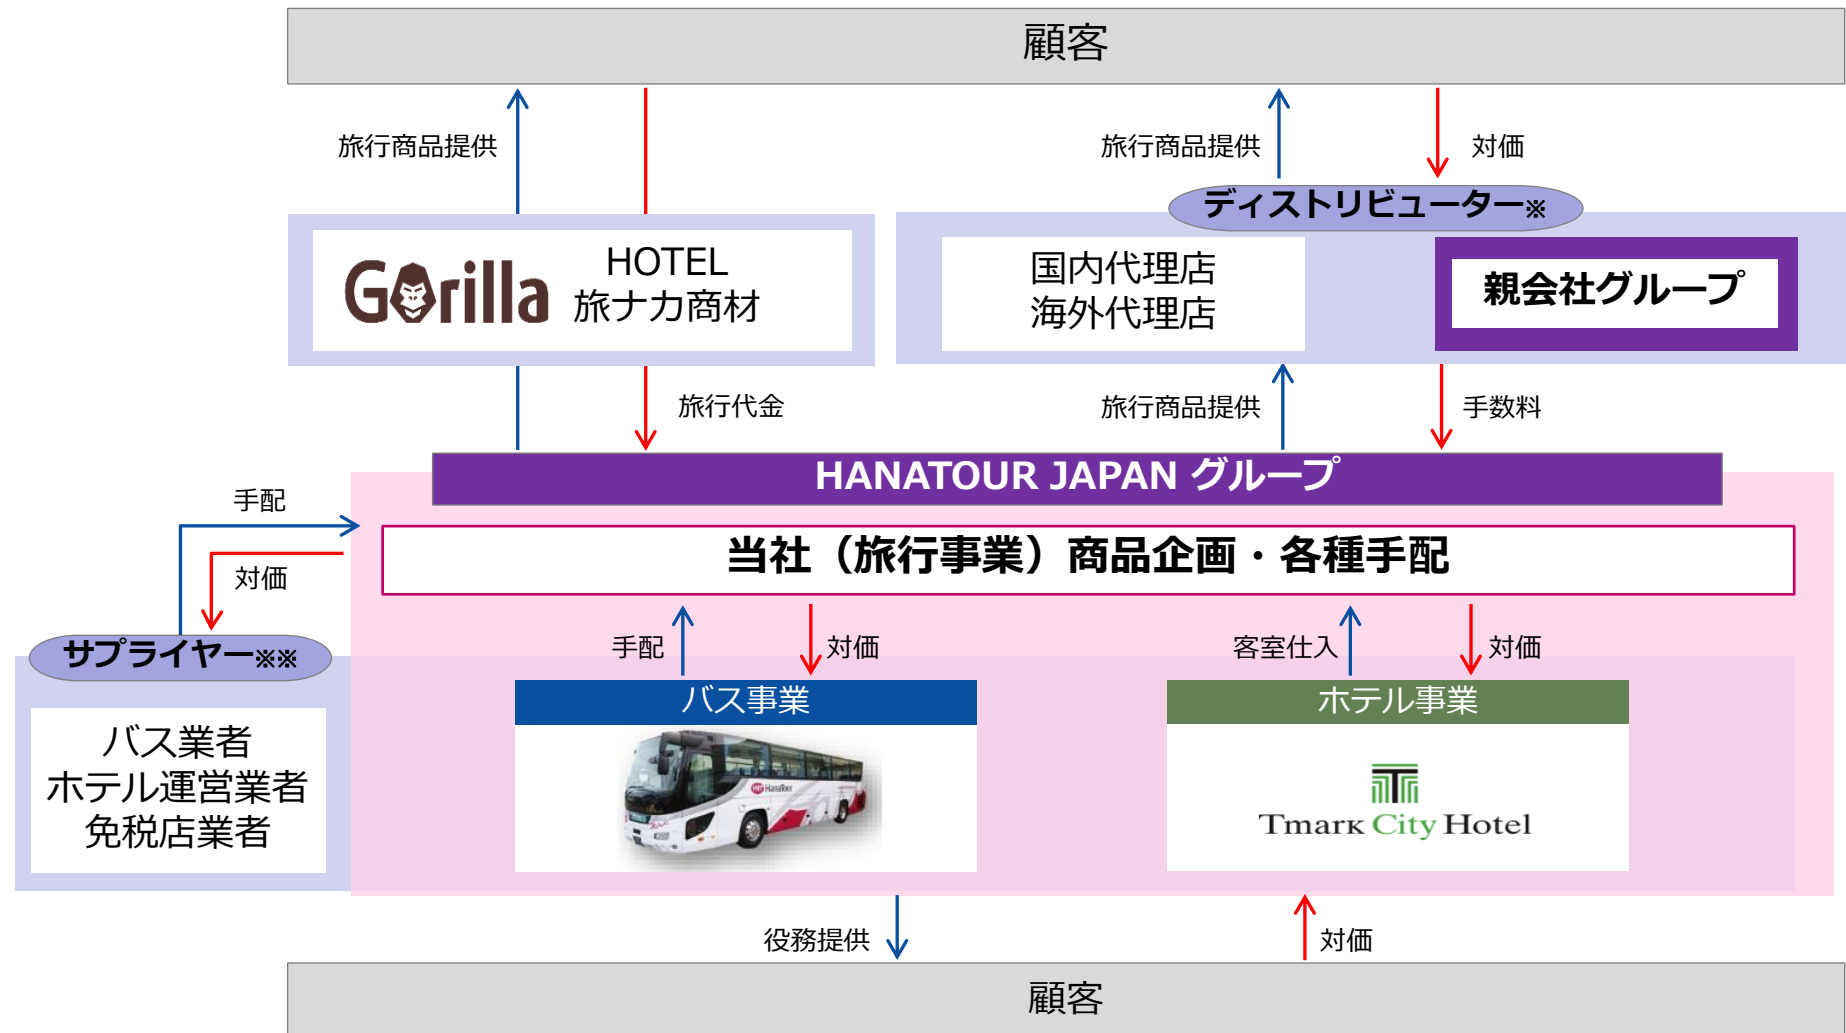 顧客
旅行商品提供
旅行商品提供
対価
ディストリビューター※
Gorilla
HOTEL
旅ナカ商材
国内代理店
海外代理店
親会社グループ
旅行代金
旅行商品提供
手数料
HANATOUR JAPAN グループ
手配
当社（旅行事業）商品企画・各種手配
対価
サプライヤー※※
手配
対価
客室仕入
対価
バス業者
ホテル運営業者
免税店業者
バス事業
HanaTour
ホテル事業
Tmark City Hotel
役務提供
対価
顧客